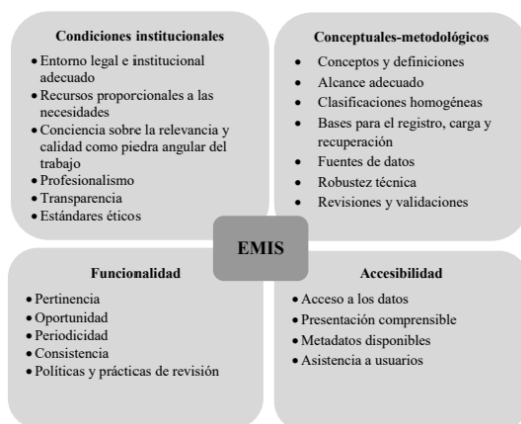 Condiciones institucionales
• Entorno legal e institucional
adecuado
• Recursos proporcionales a las
necesidades
• Conciencia sobre la relevancia y
calidad como piedra angular del
trabajo
• Profesionalismo
• Transparencia
• Estándares éticos
Conceptuales-metodológicos
• Conceptos y definiciones
• Alcance adecuado
• Clasificaciones homogéneas
• Bases para el registro, carga y
recuperación
• Fuentes de datos
• Robustez técnica
• Revisiones y validaciones
EMIS
Funcionalidad
• Pertinencia
• Oportunidad
• Periodicidad
• Consistencia
• Políticas y prácticas de revisión
Accesibilidad
• Acceso a los datos
• Presentación comprensible
• Metadatos disponibles
• Asistencia a usuarios